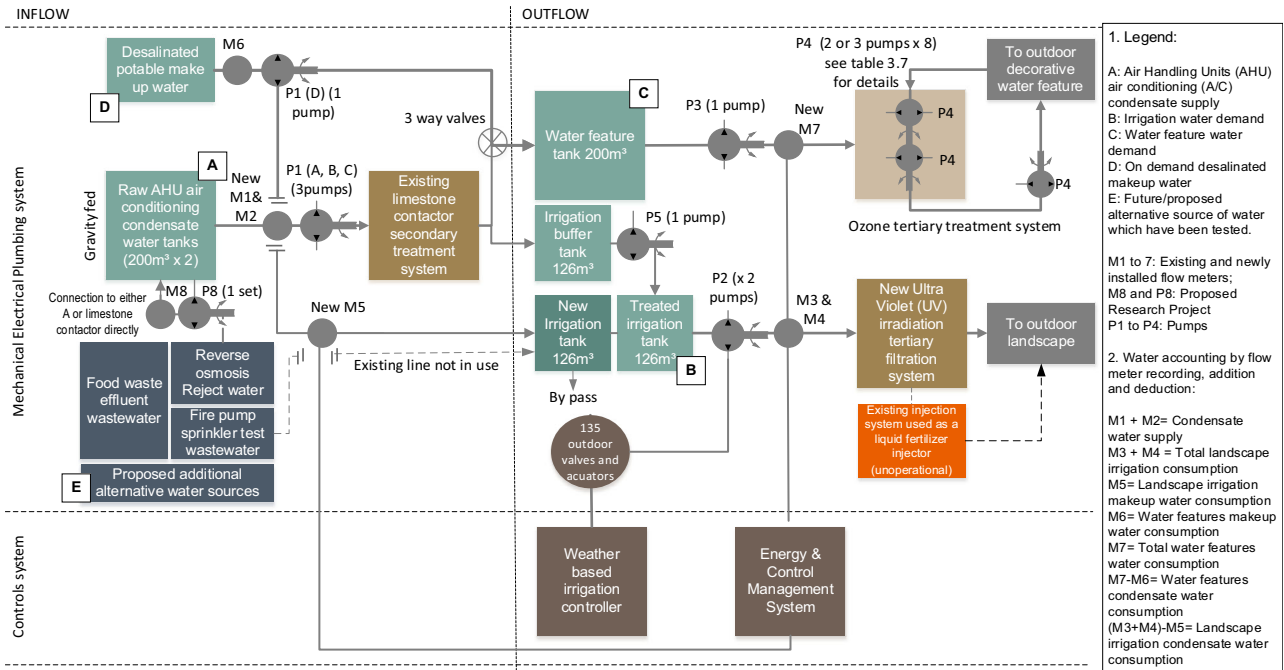 INFLOW
OUTFLOW
Mechanical Electrical Plumbing system
Controls system
Gravity fed
Desalinated
potable make
up water
D
M6
P1 (D) (1
pump)
3 way valves
A
Raw AHU air
conditioning
condensate
water tanks
(200m³ x 2)
New
M1&
M2
P1 (A, B, C)
(3pumps)
Existing
limestone
contactor
secondary
treatment
system
Connection to either
A or limestone
contactor directly
M8
P8 (1 set)
Food waste
effluent
wastewater
Reverse
osmosis
Reject water
Fire pump
sprinkler test
wastewater
E
Proposed additional
alternative water sources
New M5
Existing line not in use
C
Water feature
tank 200m³
P3 (1 pump)
New
M7
P4 (2 or 3 pumps x 8)
see table 3.7
for details
P4
P4
P4
To outdoor
decorative
water feature
Ozone tertiary treatment system
Irrigation
buffer
tank
126m³
P5 (1 pump)
New
Irrigation
tank
126m³
Treated
irrigation
tank
126m³
B
P2 (x 2
pumps)
M3 &
M4
New Ultra
Violet (UV)
irradiation
tertiary
filtration
system
To outdoor
landscape
By pass
135
outdoor
valves and
acuators
Existing injection
system used as a
liquid fertilizer
injector
(unoperational)
Weather
based
irrigation
controller
Energy &
Control
Management
System
1. Legend:
A: Air Handling Units (AHU)
air conditioning (A/C)
condensate supply
B: Irrigation water demand
C: Water feature water
demand
D: On demand desalinated
makeup water
E: Future/proposed
alternative source of water
which have been tested.
M1 to 7: Existing and newly
installed flow meters;
M8 and P8: Proposed
Research Project
P1 to P4: Pumps
2. Water accounting by flow
meter recording, addition
and deduction:
M1 + M2= Condensate
water supply
M3 + M4 = Total landscape
irrigation consumption
M5= Landscape irrigation
makeup water consumption
M6= Water features makeup
water consumption
M7= Total water features
water consumption
M7-M6= Water features
condensate water
consumption
(M3+M4)-M5= Landscape
irrigation condensate water
consumption